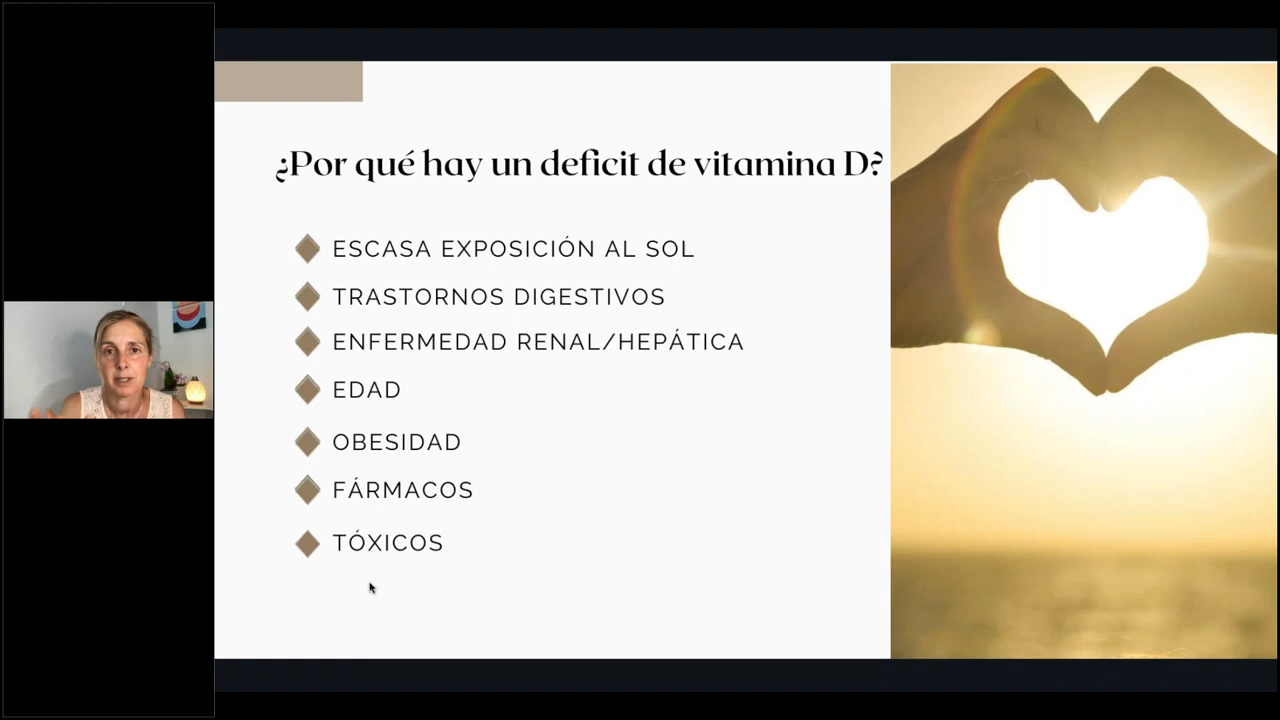 ¿Por qué hay un deficit de vitamina D?
ESCASA EXPOSICIÓN AL SOL
TRASTORNOS DIGESTIVOS
ENFERMEDAD RENAL/HEPÁTICA
EDAD
OBESIDAD
FÁRMACOS
TÓXICOS